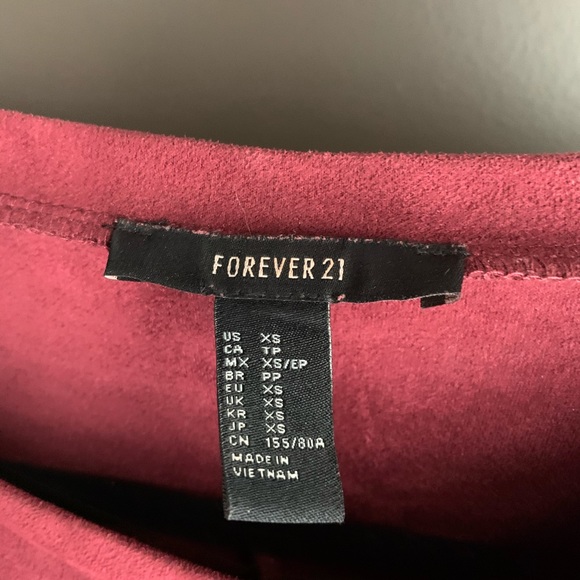 FOREVER 21
US XS
CA TP
MX XS/EP
BR PP
EU XS
UK XS
KR XS
JP XS
CN 155/80A
MADE IN
VIETNAM